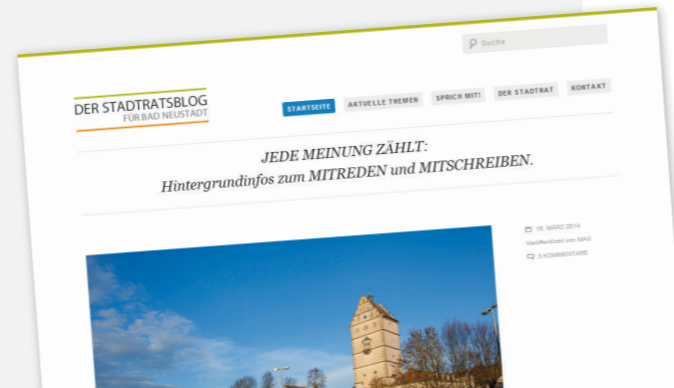 Suche
DER STADTRATSBLOG
FÜR BAD NEUSTADT
STARTSEITE AKTUELLE THEMEN SPRICH MIT! DER STADTRAT KONTAKT
JEDE MEINUNG ZÄHLT:
Hintergrundinfos zum MITREDEN und MITSCHREIBEN.
16. MÄRZ 2014
Veröffentlicht von MAX
5 KOMMENTARE